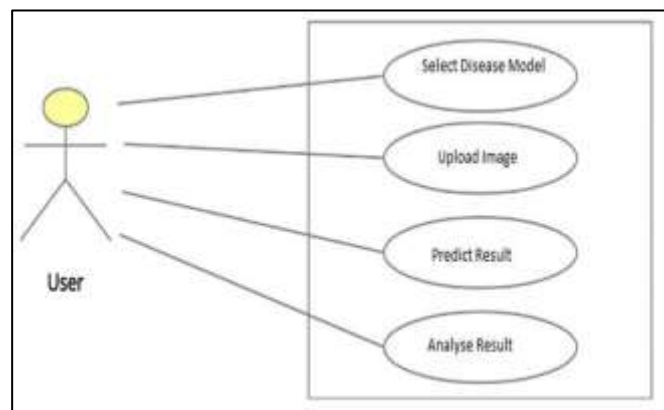 Select Disease Model
Upload Image
Predict Result
Analyse Result
User